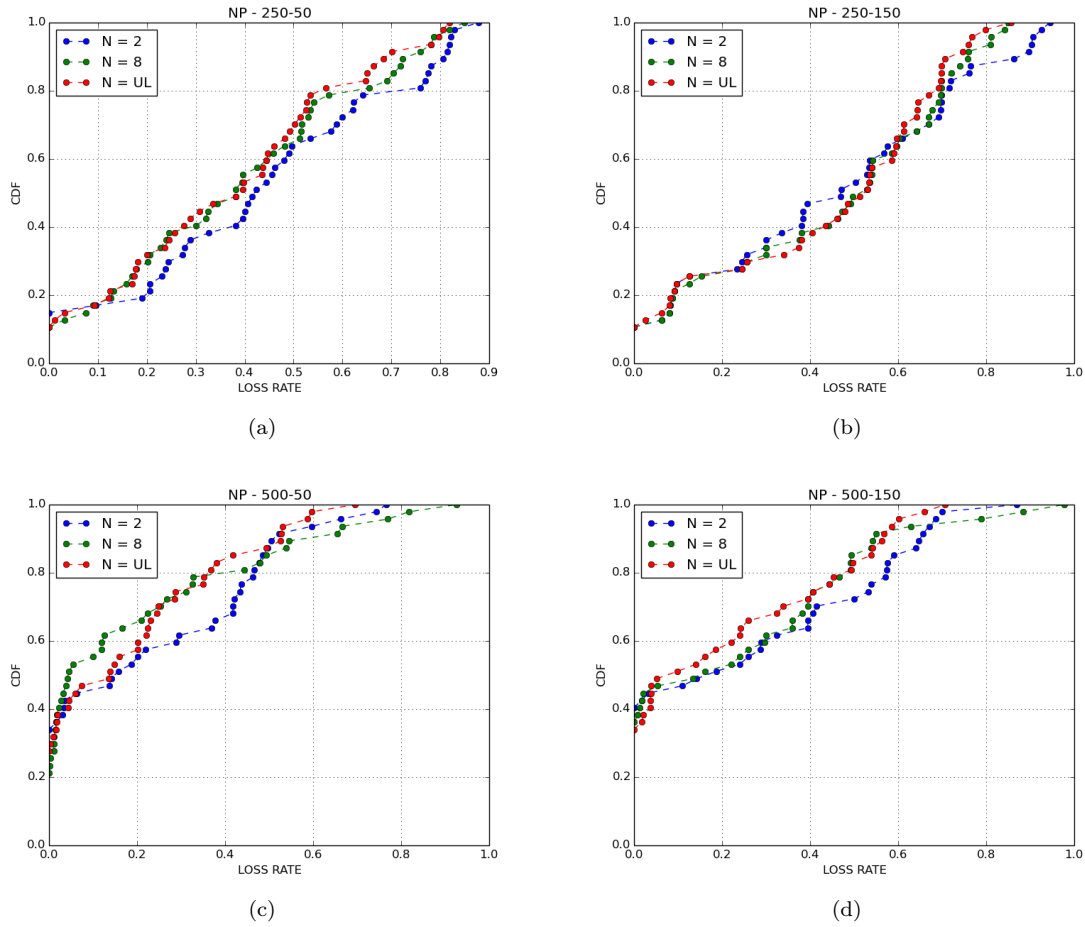 NP - 250-50
1.0
0.8
0.6
0.4
0.2
0.0
CDF
N = 2
N = 8
N = UL
0.0 0.1 0.2 0.3 0.4 0.5 0.6 0.7 0.8 0.9
LOSS RATE
(a)
NP - 250-150
1.0
0.8
0.6
0.4
0.2
0.0
CDF
N = 2
N = 8
N = UL
0.0 0.2 0.4 0.6 0.8 1.0
LOSS RATE
(b)
NP - 500-50
1.0
0.8
0.6
0.4
0.2
0.0
CDF
N = 2
N = 8
N = UL
0.0 0.2 0.4 0.6 0.8 1.0
LOSS RATE
(c)
NP - 500-150
1.0
0.8
0.6
0.4
0.2
0.0
CDF
N = 2
N = 8
N = UL
0.0 0.2 0.4 0.6 0.8 1.0
LOSS RATE
(d)